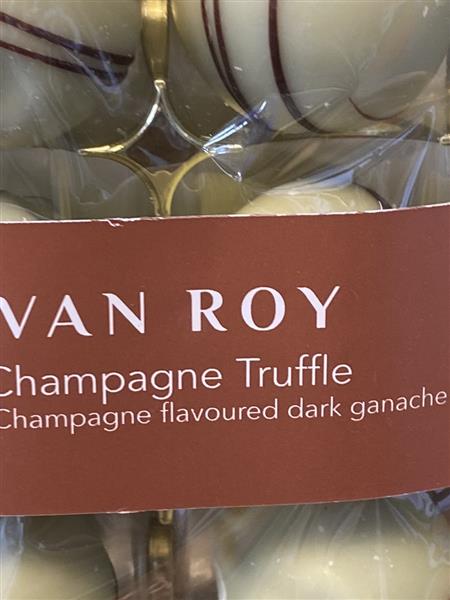 VAN ROY
Champagne Truffle
Champagne flavoured dark ganache